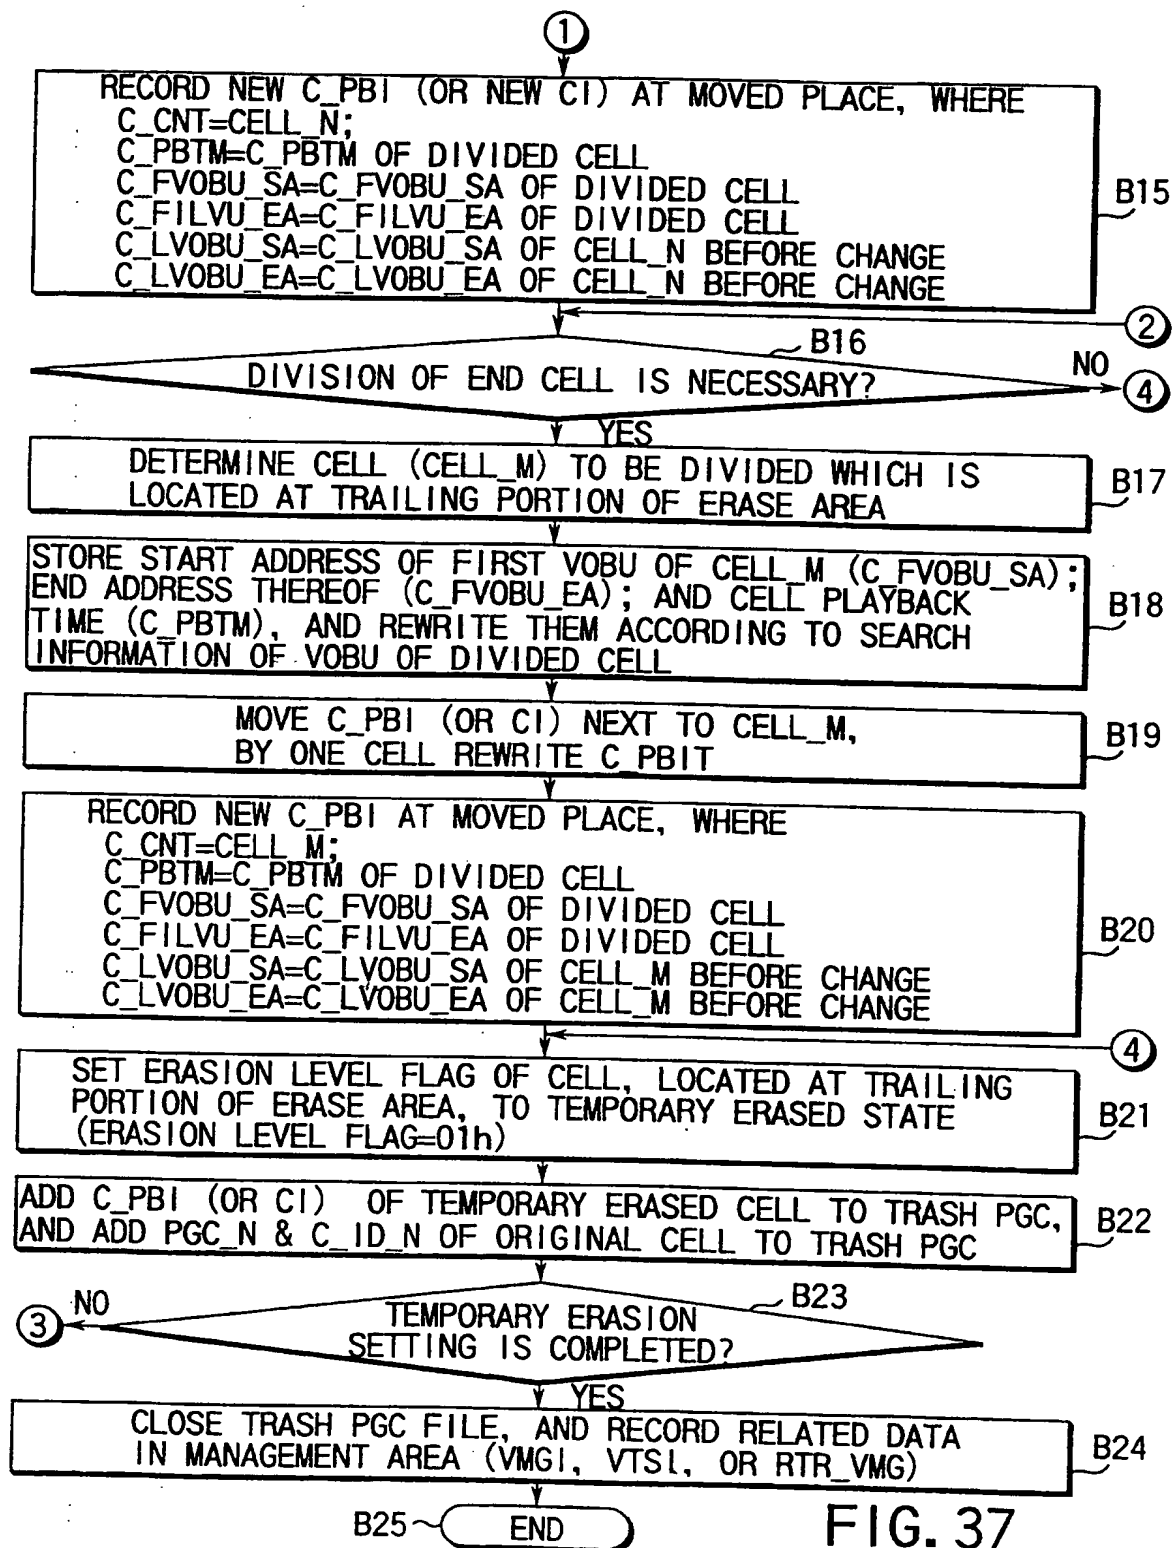 1
RECORD NEW C_PBI (OR NEW CI) AT MOVED PLACE, WHERE
C_CNT=CELL_N;
C_PBTM=C_PBTM OF DIVIDED CELL
C_FVOBU_SA=C_FVOBU_SA OF DIVIDED CELL
C_FILVU_EA=C_FILVU_EA OF DIVIDED CELL
C_LVOBU_SA=C_LVOBU_SA OF CELL_N BEFORE CHANGE
C_LVOBU_EA=C_LVOBU_EA OF CELL_N BEFORE CHANGE
B15
2
B16
DIVISION OF END CELL IS NECESSARY?
NO
4
YES
DETERMINE CELL (CELL_M) TO BE DIVIDED WHICH IS
LOCATED AT TRAILING PORTION OF ERASE AREA
B17
STORE START ADDRESS OF FIRST VOBU OF CELL_M (C_FVOBU_SA);
END ADDRESS THEREOF (C_FVOBU_EA); AND CELL PLAYBACK
TIME (C_PBTM), AND REWRITE THEM ACCORDING TO SEARCH
INFORMATION OF VOBU OF DIVIDED CELL
B18
MOVE C_PBI (OR CI) NEXT TO CELL_M,
BY ONE CELL REWRITE C_PBIT
B19
RECORD NEW C_PBI AT MOVED PLACE, WHERE
C_CNT=CELL_M;
C_PBTM=C_PBTM OF DIVIDED CELL
C_FVOBU_SA=C_FVOBU_SA OF DIVIDED CELL
C_FILVU_EA=C_FILVU_EA OF DIVIDED CELL
C_LVOBU_SA=C_LVOBU_SA OF CELL_M BEFORE CHANGE
C_LVOBU_EA=C_LVOBU_EA OF CELL_M BEFORE CHANGE
B20
4
SET ERASION LEVEL FLAG OF CELL, LOCATED AT TRAILING
PORTION OF ERASE AREA, TO TEMPORARY ERASED STATE
(ERASION LEVEL FLAG=01h)
B21
ADD C_PBI (OR CI) OF TEMPORARY ERASED CELL TO TRASH PGC,
AND ADD PGC_N & C_ID_N OF ORIGINAL CELL TO TRASH PGC
B22
B23
NO
3
TEMPORARY ERASION
SETTING IS COMPLETED?
YES
CLOSE TRASH PGC FILE, AND RECORD RELATED DATA
IN MANAGEMENT AREA (VMGI, VTSI, OR RTR_VMG)
B24
B25
END
FIG. 37